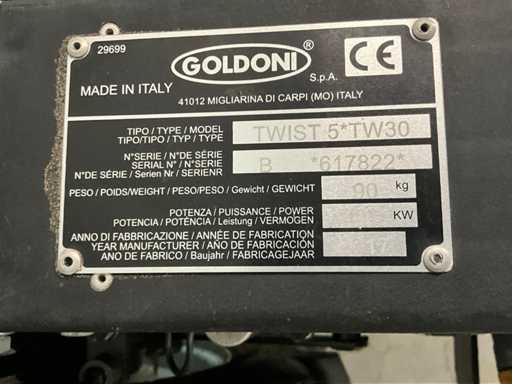 29699
GOLDONI®
S.p.A.
CE
MADE IN ITALY
41012 MIGLIARINA DI CARPI (MO) ITALY
TIPO / TYPE / MODEL
TIPO/TIPO / TYP / TYPE
TWIST 5*TW30
N°SERIE / N°DE SÉRIE
SERIAL N° / N°SERIE
N°DE SÉRIE / Serien Nr / SERIENR
B *617822*
PESO / POIDS/WEIGHT / PESO/PESO / Gewicht / GEWICHT 90 kg
POTENZA / PUISSANCE / POWER
POTENCIA / POTÊNCIA / Leistung / VERMOGEN
KW
ANNO DI FABBRICAZIONE / ANNÉE DE FABRICATION
YEAR MANUFACTURER / AÑO DE FABRICACIÓN
ANO DE FABRICO / Baujahr / FABRICAGEJAAR
17